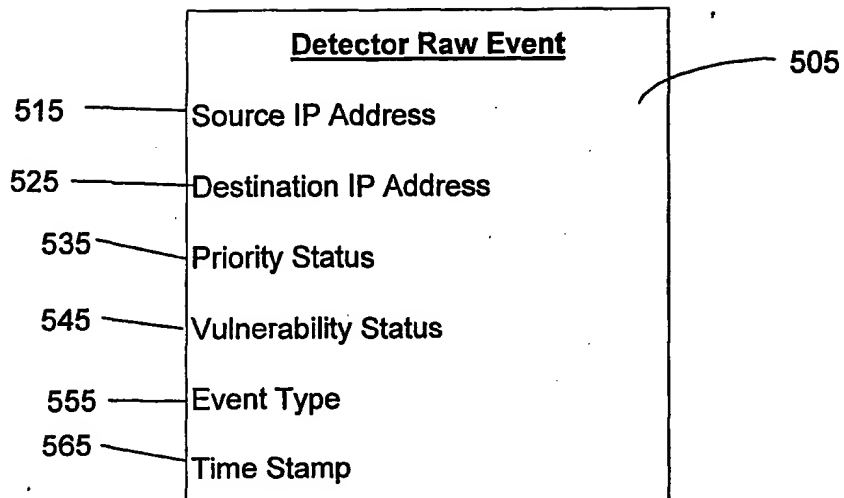 Detector Raw Event
505
515 Source IP Address
525 Destination IP Address
535 Priority Status
545 Vulnerability Status
555 Event Type
565 Time Stamp